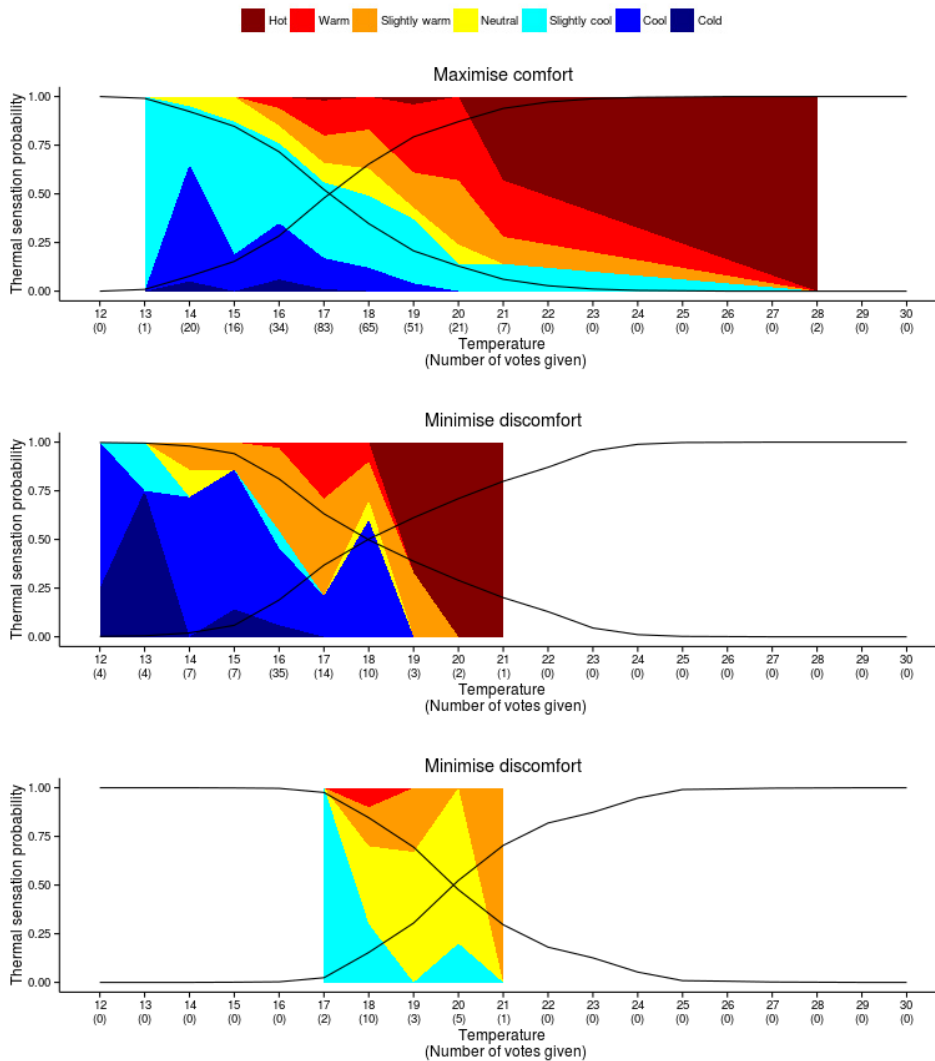 Hot Warm Slightly warm Neutral Slightly cool Cool Cold
Maximise comfort
Thermal sensation probability
1.00
0.75
0.50
0.25
0.00
12 13 14 15 16 17 18 19 20 21 22 23 24 25 26 27 28 29 30
(0) (1) (20) (16) (34) (83) (65) (51) (21) (7) (0) (0) (0) (0) (0) (0) (2) (0) (0)
Temperature
(Number of votes given)
Minimise discomfort
Thermal sensation probability
1.00
0.75
0.50
0.25
0.00
12 13 14 15 16 17 18 19 20 21 22 23 24 25 26 27 28 29 30
(4) (4) (7) (7) (35) (14) (10) (3) (2) (1) (0) (0) (0) (0) (0) (0) (0) (0) (0)
Temperature
(Number of votes given)
Minimise discomfort
Thermal sensation probability
1.00
0.75
0.50
0.25
0.00
12 13 14 15 16 17 18 19 20 21 22 23 24 25 26 27 28 29 30
(0) (0) (0) (0) (0) (2) (10) (3) (5) (1) (0) (0) (0) (0) (0) (0) (0) (0) (0)
Temperature
(Number of votes given)